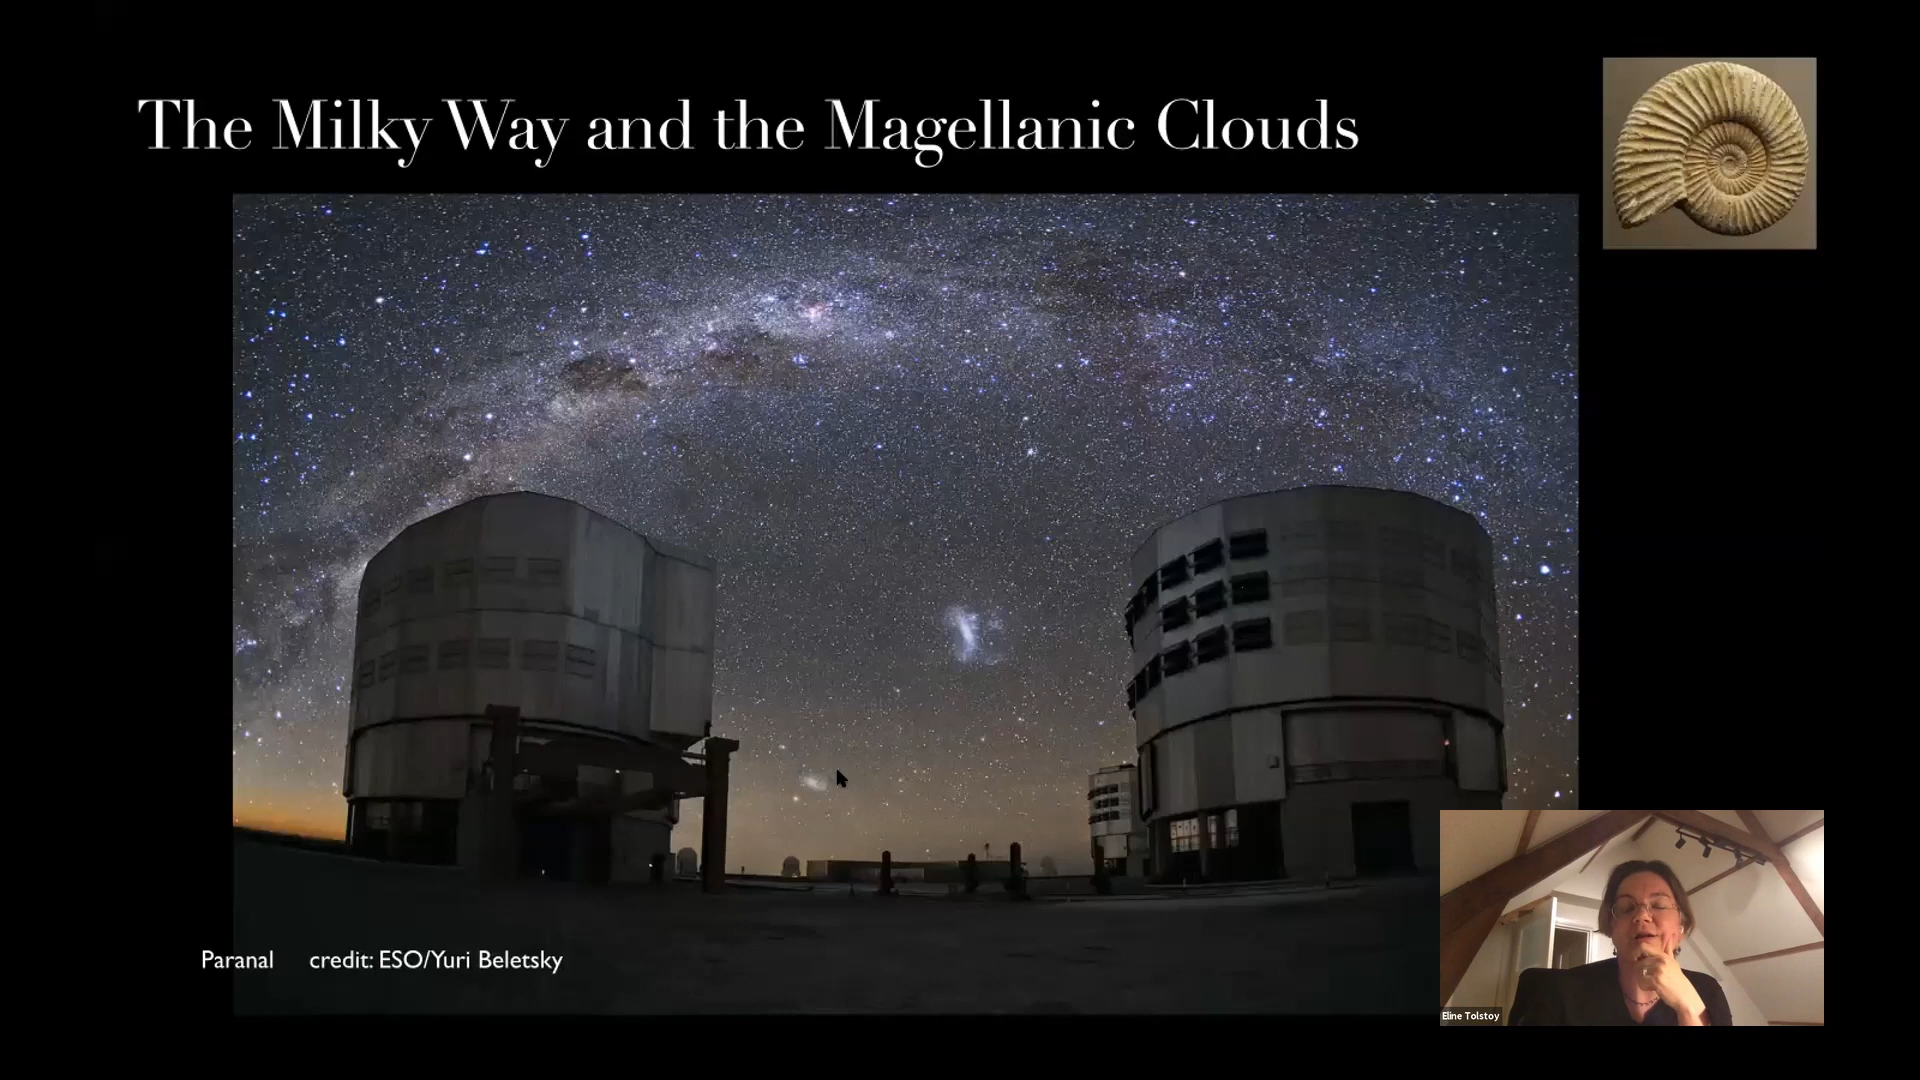 The Milky Way and the Magellanic Clouds
Paranal credit: ESO/Yuri Beletsky
Eline Tolstoy